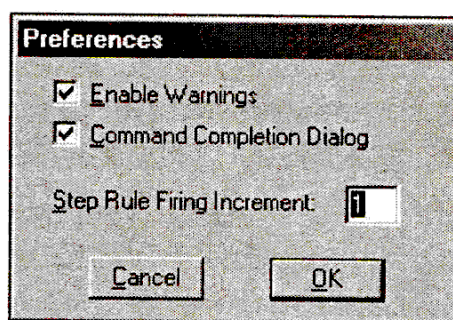 Preferences
Enable Warnings
Command Completion Dialog
Step Rule Firing Increment: 1
Cancel OK